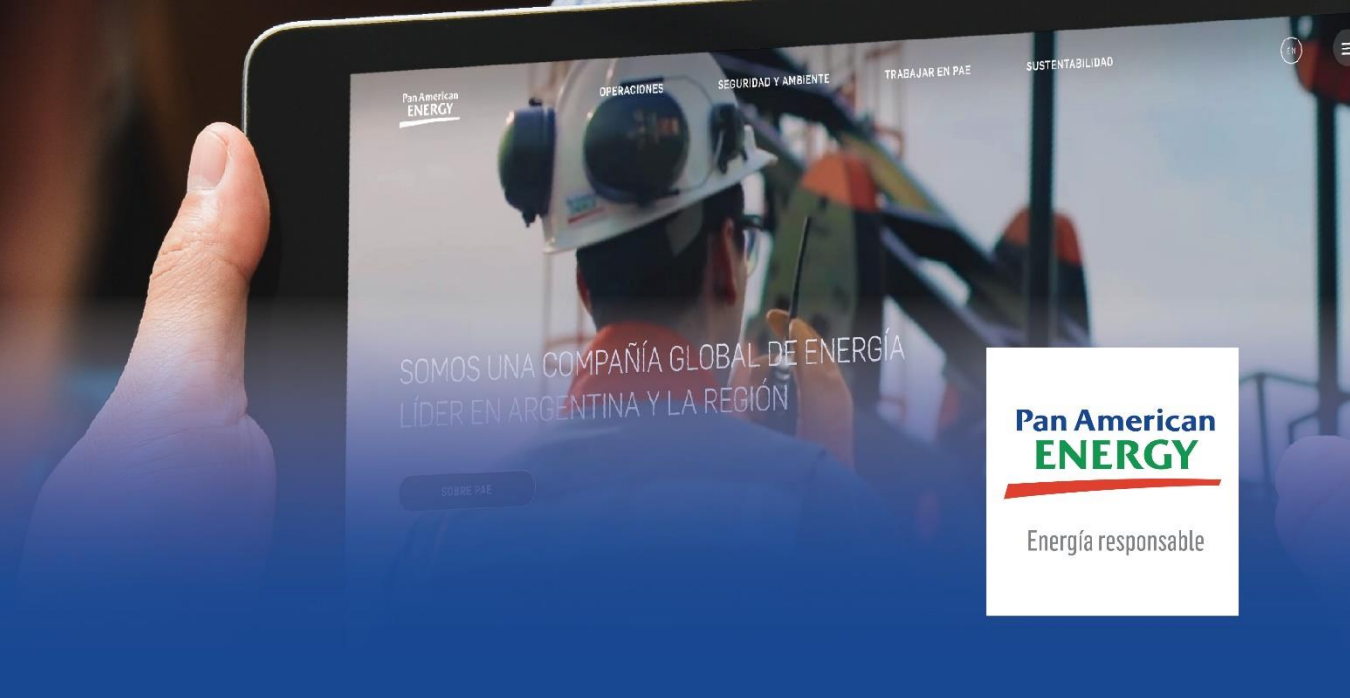 Pan American
ENERGY
OPERACIONES
SEGURIDAD Y AMBIENTE
TRABAJAR EN PAE
SUSTENTABILIDAD
EN
SOMOS UNA COMPAÑÍA GLOBAL DE ENERGÍA
LÍDER EN ARGENTINA Y LA REGIÓN
SOBRE PAE
Pan American
ENERGY
Energía responsable